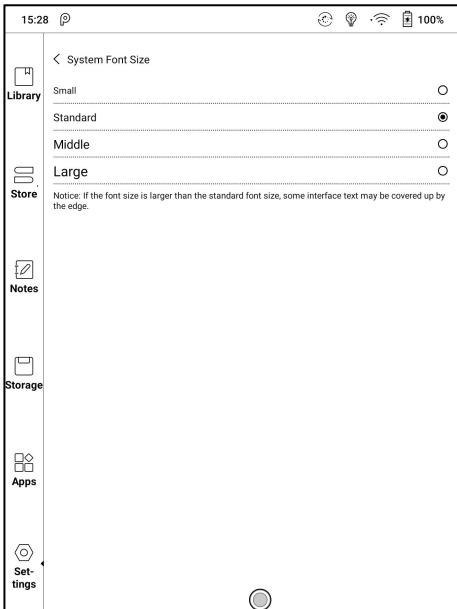 15:28
100%
System Font Size
Library
Small
Standard
Middle
Large
Store
Notice: If the font size is larger than the standard font size, some interface text may be covered up by
the edge.
Notes
Storage
Apps
Set-
tings